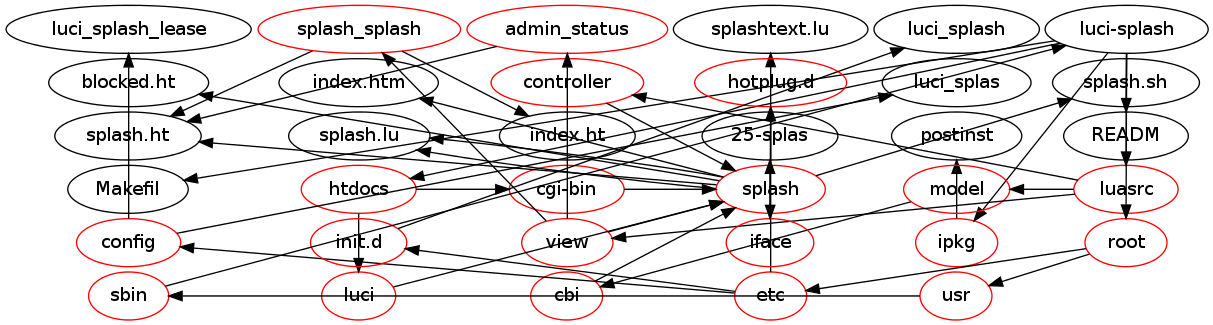 luci_splash_lease splash_splash admin_status splashtext.lu luci_splash luci-splash
blocked.ht index.htm controller hotplug.d luci_splas splash.sh
splash.ht splash.lu index.ht 25-splas postinst READM
Makefil htdocs cgi-bin splash model luasrc
config init.d view iface ipkg root
sbin luci cbi etc usr